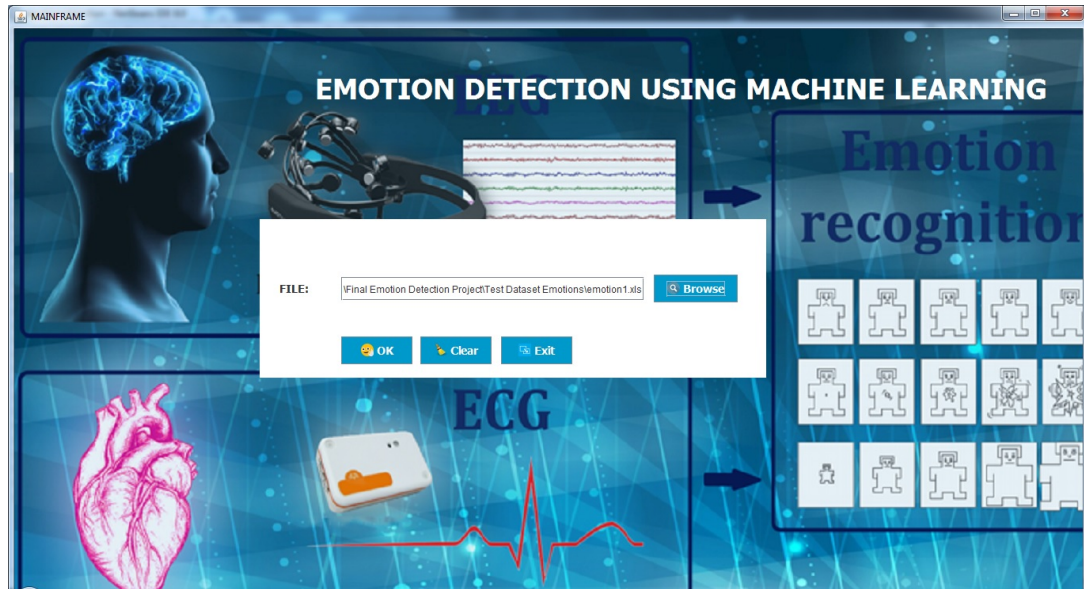 MAINFRAME
EMOTION DETECTION USING MACHINE LEARNING
EEG
Emotion
recognition
FILE:
\Final Emotion Detection Project\Test Dataset Emotions\emotion1.xls
Browse
OK
Clear
Exit
ECG